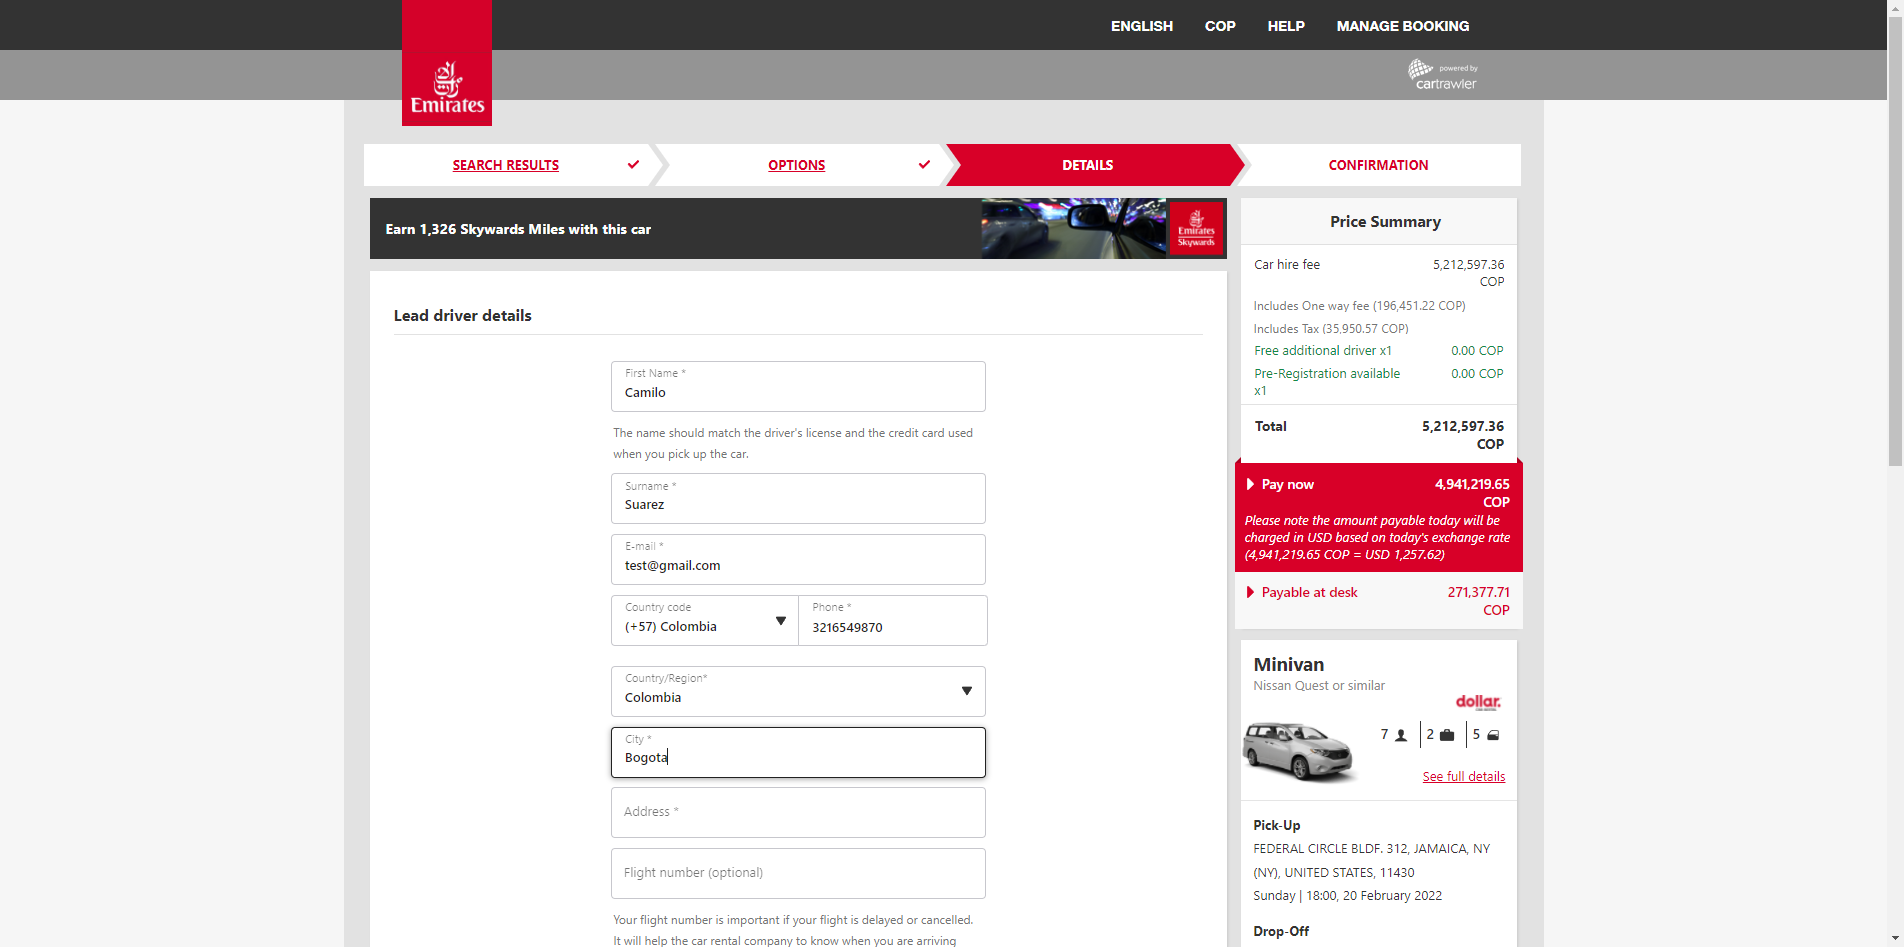 ENGLISH COP HELP MANAGE BOOKING
powered by
cartrawler
Emirates
SEARCH RESULTS OPTIONS DETAILS CONFIRMATION
Earn 1,326 Skywards Miles with this car
Emirates
Skywards
Lead driver details
First Name *
Camilo
The name should match the driver's license and the credit card used
when you pick up the car.
Surname *
Suarez
E-mail *
test@gmail.com
Country code
(+57) Colombia
Phone *
3216549870
Country/Region*
Colombia
City *
Bogota
Address *
Flight number (optional)
Your flight number is important if your flight is delayed or cancelled.
It will help the car rental company to know when you are arriving
Price Summary
Car hire fee 5,212,597.36
COP
Includes One way fee (196,451.22 COP)
Includes Tax (35,950.57 COP)
Free additional driver x1 0.00 COP
Pre-Registration available 0.00 COP
x1
Total 5,212,597.36
COP
Pay now 4,941,219.65
COP
Please note the amount payable today will be
charged in USD based on today's exchange rate
(4,941,219.65 COP = USD 1,257.62)
Payable at desk 271,377.71
COP
Minivan
Nissan Quest or similar
dollar.
7 2 5
See full details
Pick-Up
FEDERAL CIRCLE BLDF. 312, JAMAICA, NY
(NY), UNITED STATES, 11430
Sunday | 18:00, 20 February 2022
Drop-Off